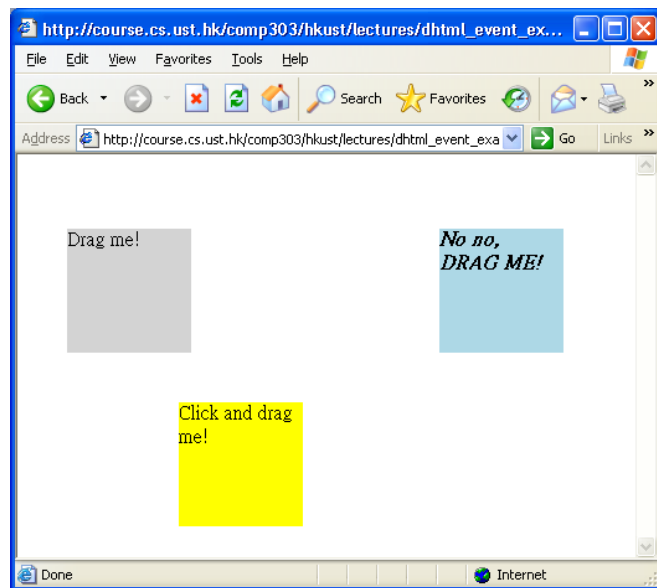 http://course.cs.ust.hk/comp303/hkust/lectures/dhtml_event_ex...
File Edit View Favorites Tools Help
Back Search Favorites
Address http://course.cs.ust.hk/comp303/hkust/lectures/dhtml_event_exa Go Links
Drag me!
No no,
DRAG ME!
Click and drag
me!
Done Internet